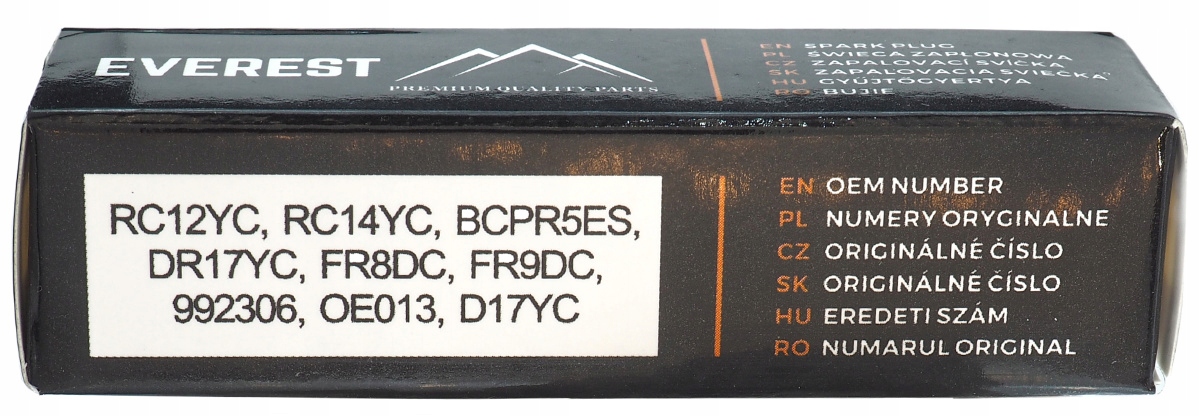 EVEREST
PREMIUM QUALITY PARTS
EN SPARK PLUG
PL ŚWIECA ZAPŁONOWA
CZ ZAPALOVACÍ SVÍČKA
SK ZAPAĽOVACIA SVIEČKA
HU GYÚJTÓGYERTYA
RO BUJIE
RC12YC, RC14YC, BCPR5ES,
DR17YC, FR8DC, FR9DC,
992306, OE013, D17YC
EN OEM NUMBER
PL NUMERY ORYGINALNE
CZ ORIGINÁLNÉ ČÍSLO
SK ORIGINÁLNÉ ČÍSLO
HU EREDETI SZÁM
RO NUMARUL ORIGINAL